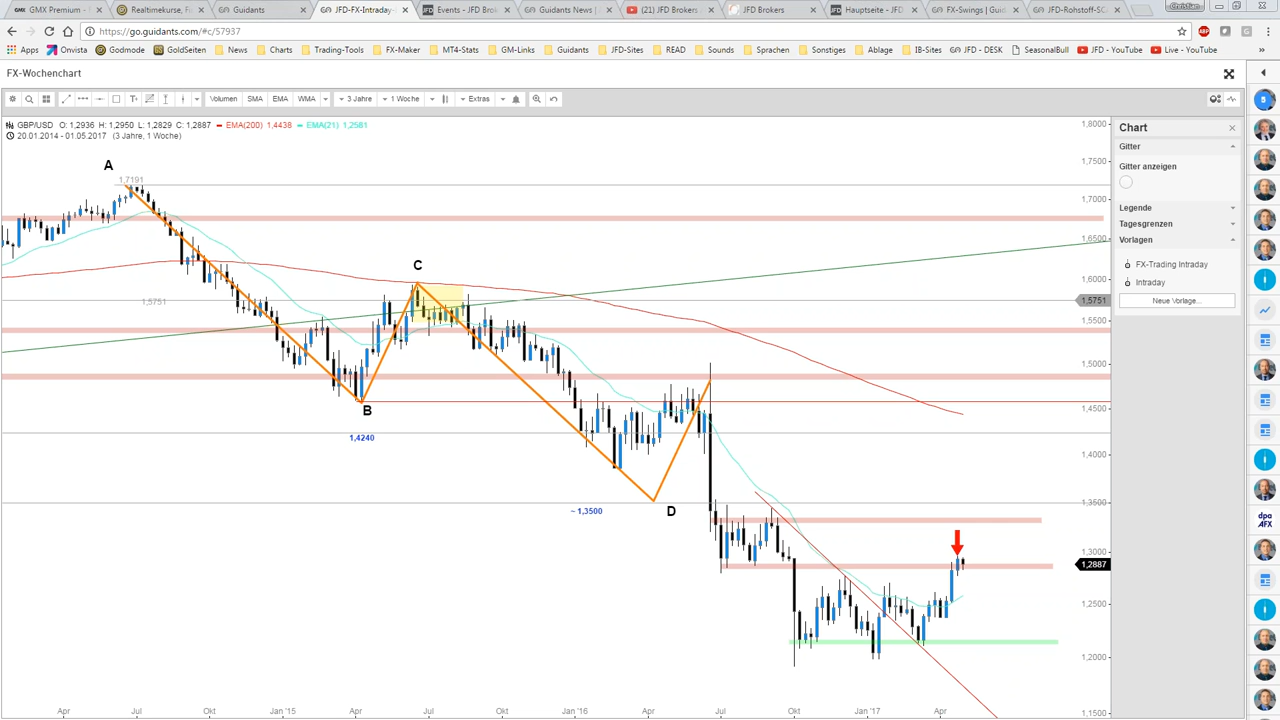 GMX Premium - W
Realtimekurse, F
Guidants
JFD-FX-Intraday-
Events - JFD Bro
Guidants News |
(21) JFD Brokers
JFD Brokers
Hauptseite - JFD
FX-Swings | Guid
JFD-Rohstoff-SC
Christian
https://go.guidants.com/#c/57937
Apps
Onvista
Godmode
GoldSeiten
News
Charts
Trading-Tools
FX-Maker
MT4-Stats
GM-Links
Guidants
JFD-Sites
READ
Sounds
Sprachen
Sonstiges
Ablage
IB-Sites
JFD - DESK
SeasonalBull
JFD - YouTube
Live - YouTube
FX-Wochenchart
Volumen
SMA
EMA
WMA
3 Jahre
1 Woche
Extras
GBP/USD O: 1,2936 H: 1,2950 L: 1,2829 C: 1,2887 EMA(200) 1,4438 EMA(21) 1,2581
20.01.2014 - 01.05.2017 (3 Jahre, 1 Woche)
A
1,7191
C
1,5751
B
1,4240
~ 1,3500
D
1,8000
1,7500
1,7000
1,6500
1,6000
1,5751
1,5500
1,5000
1,4500
1,4000
1,3500
1,3000
1,2887
1,2500
1,2000
1,1500
Apr
Jul
Okt
Jan '15
Apr
Jul
Okt
Jan '16
Apr
Jul
Okt
Jan '17
Apr
Chart
Gitter
Gitter anzeigen
Legende
Tagesgrenzen
Vorlagen
FX-Trading Intraday
Intraday
Neue Vorlage...
5
dpa
AFX